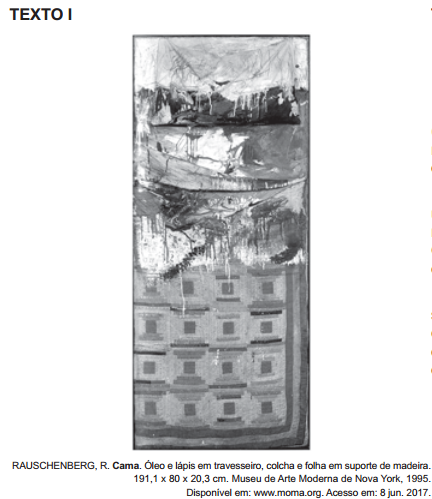 TEXTO I
RAUSCHENBERG, R. Cama. Óleo e lápis em travesseiro, colcha e folha em suporte de madeira.
191,1 x 80 x 20,3 cm. Museu de Arte Moderna de Nova York, 1995.
Disponível em: www.moma.org. Acesso em: 8 jun. 2017.